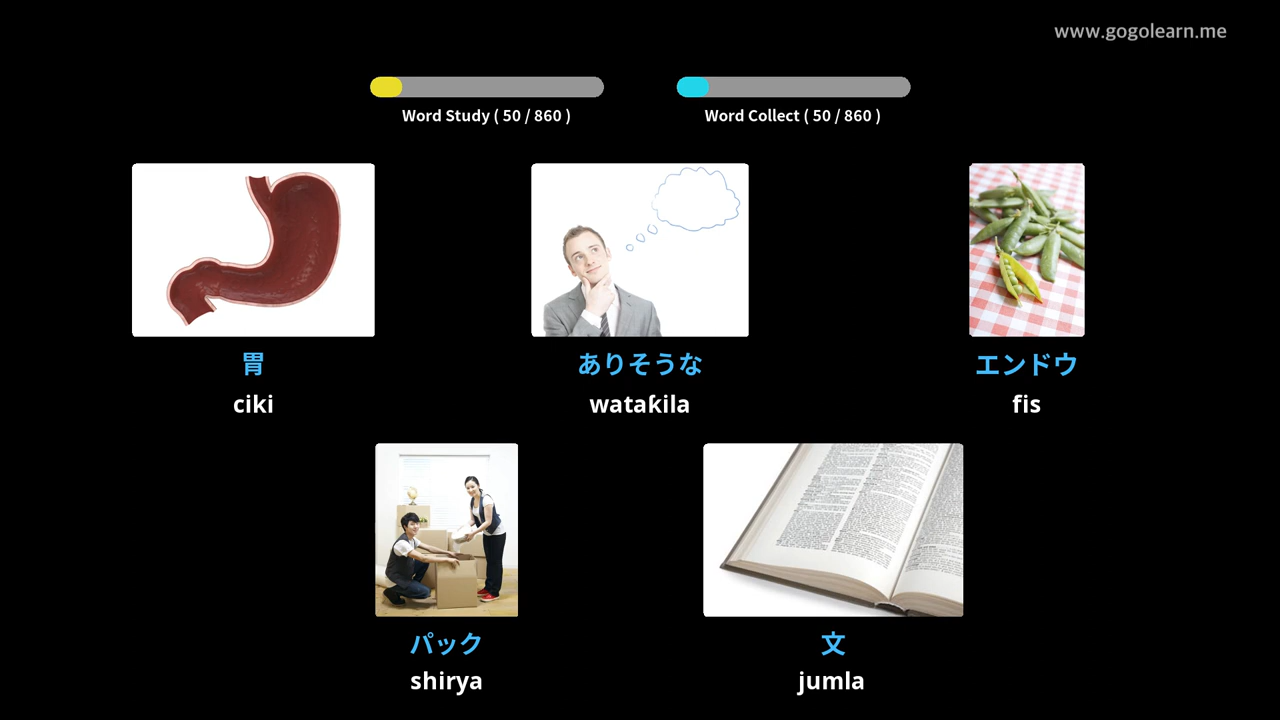 www.gogolearn.me
Word Study ( 50 / 860 )
Word Collect ( 50 / 860 )
胃
ciki
ありそうな
wataƙila
エンドウ
fis
パック
shirya
文
jumla